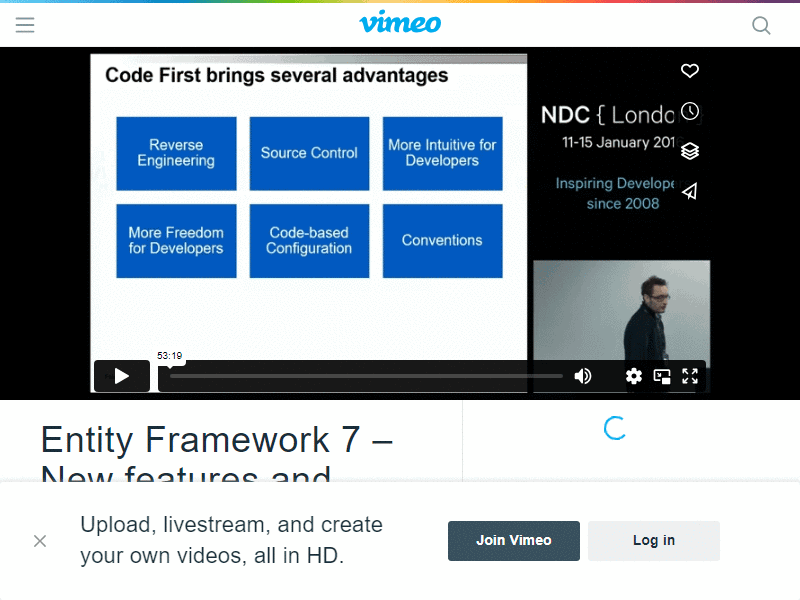 vimeo
Code First brings several advantages
Reverse
Engineering
Source Control
More Intuitive for
Developers
More Freedom
for Developers
Code-based
Configuration
Conventions
NDC { London
11-15 January 201
Inspiring Develope
since 2008
53:19
Entity Framework 7 –
New features and
Upload, livestream, and create
your own videos, all in HD.
Join Vimeo
Log in